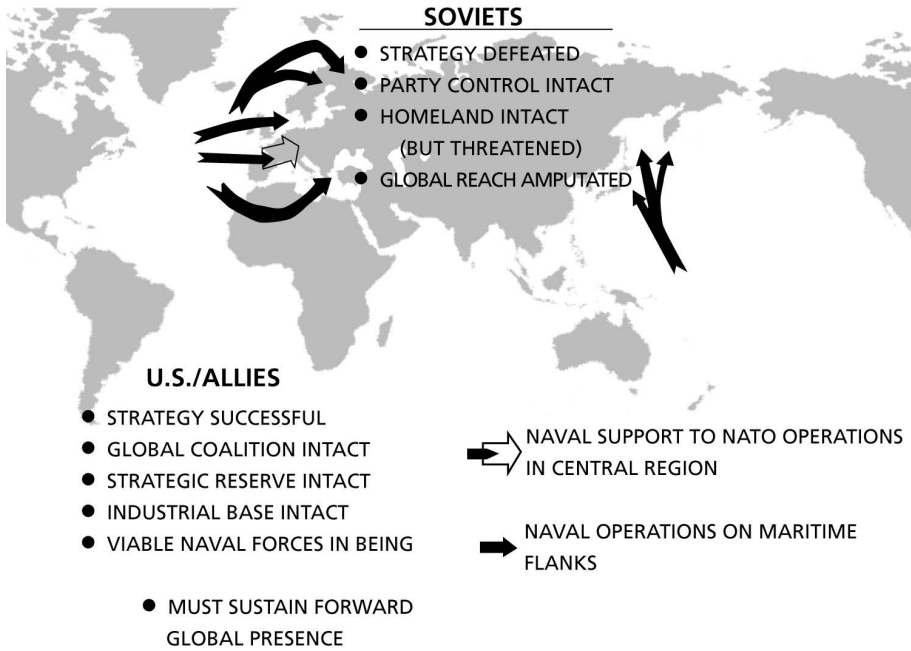 SOVIETS
● STRATEGY DEFEATED
● PARTY CONTROL INTACT
● HOMELAND INTACT
(BUT THREATENED)
● GLOBAL REACH AMPUTATED
U.S./ALLIES
● STRATEGY SUCCESSFUL
● GLOBAL COALITION INTACT
● STRATEGIC RESERVE INTACT
● INDUSTRIAL BASE INTACT
● VIABLE NAVAL FORCES IN BEING
● MUST SUSTAIN FORWARD
GLOBAL PRESENCE
NAVAL SUPPORT TO NATO OPERATIONS
IN CENTRAL REGION
NAVAL OPERATIONS ON MARITIME
FLANKS